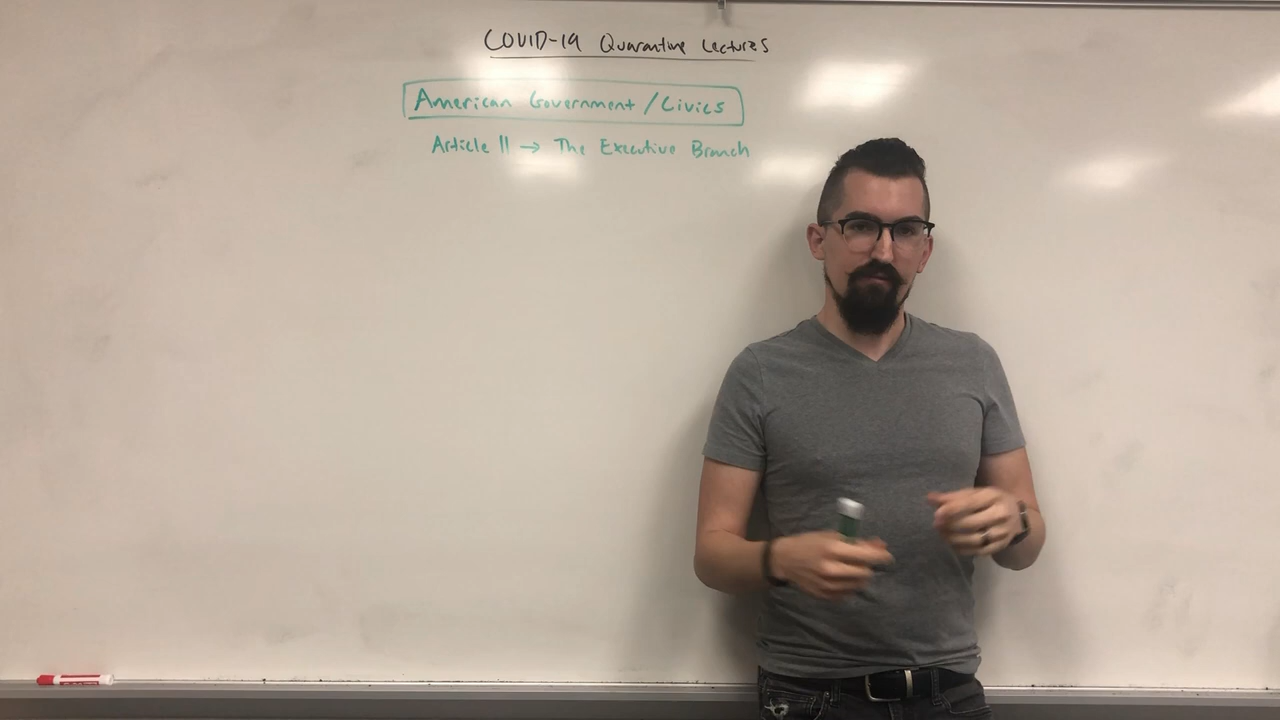 COVID-19 Quarantine Lectures
American Government / Civics
Article II → The Executive Branch